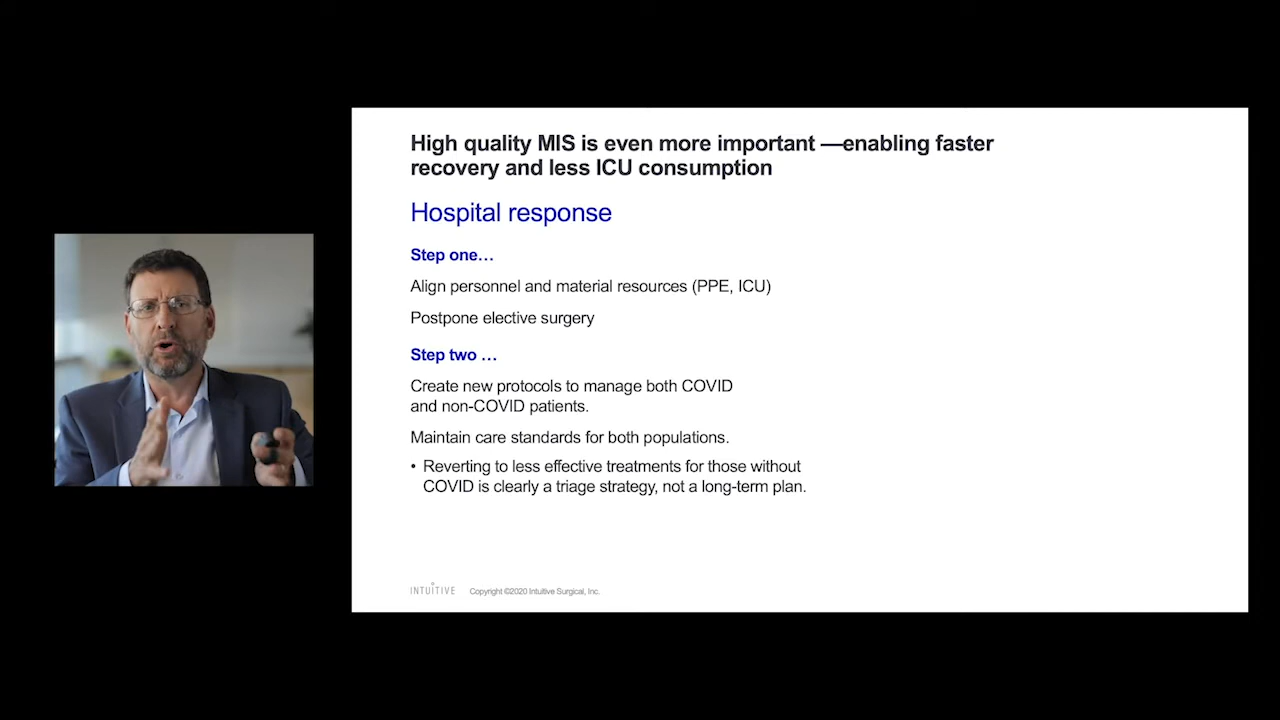 High quality MIS is even more important —enabling faster
recovery and less ICU consumption
Hospital response
Step one…
Align personnel and material resources (PPE, ICU)
Postpone elective surgery
Step two …
Create new protocols to manage both COVID
and non-COVID patients.
Maintain care standards for both populations.
• Reverting to less effective treatments for those without
COVID is clearly a triage strategy, not a long-term plan.
INTUITIVE Copyright ©2020 Intuitive Surgical, Inc.